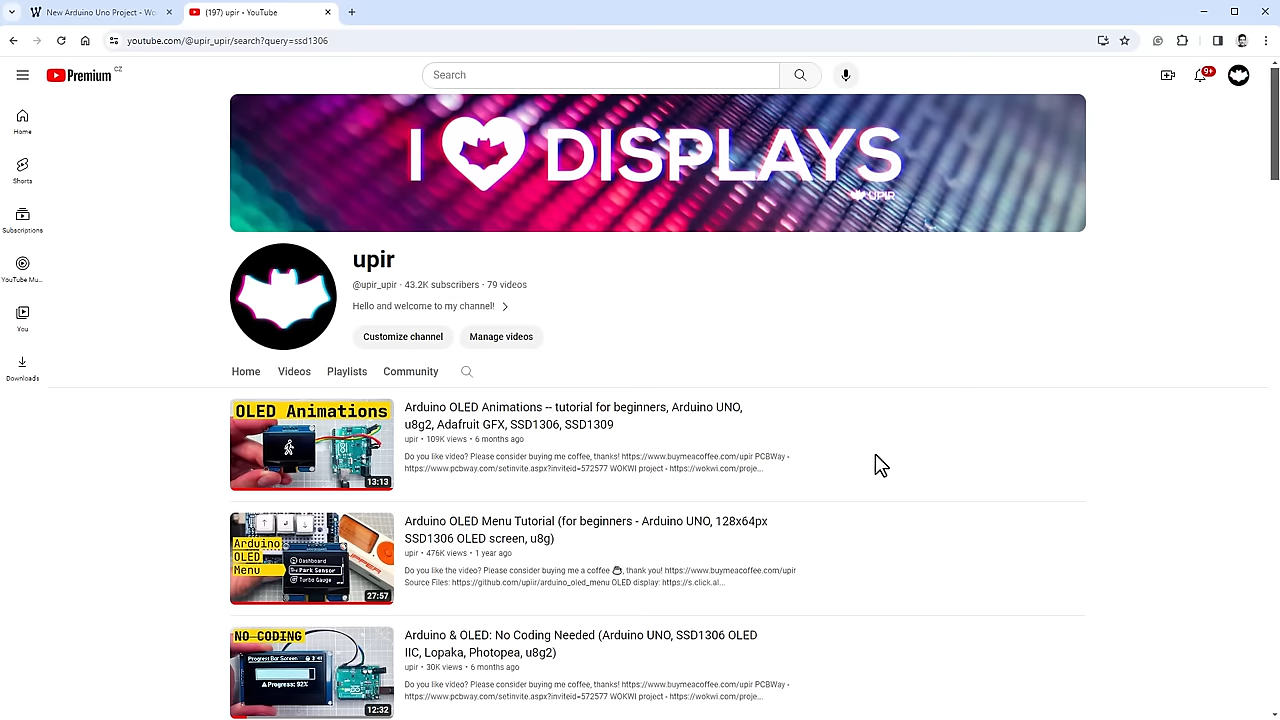 New Arduino Uno Project - Wo
(197) upir - YouTube
youtube.com/@upir_upir/search?query=ssd1306
Premium CZ
Search
9+
Home
Shorts
Subscriptions
YouTube Mu...
You
Downloads
I DISPLAYS
UPIR
upir
@upir_upir · 43.2K subscribers · 79 videos
Hello and welcome to my channel!
Customize channel
Manage videos
Home
Videos
Playlists
Community
OLED Animations
13:13
Arduino OLED Animations -- tutorial for beginners, Arduino UNO,
u8g2, Adafruit GFX, SSD1306, SSD1309
upir • 109K views • 6 months ago
Do you like video? Please consider buying me coffee, thanks! https://www.buymeacoffee.com/upir PCBWay -
https://www.pcbway.com/setinvite.aspx?inviteid=572577 WOKWI project - https://wokwi.com/proje...
Arduino
OLED
Menu
Dashboard
Park Sensor
Turbo Gauge
27:57
Arduino OLED Menu Tutorial (for beginners - Arduino UNO, 128x64px
SSD1306 OLED screen, u8g)
upir • views • 1 year ago
Do you like the video? Please consider buying me a coffee, thank you! https://www.buymeacoffee.com/upir
Source Files: https://github.com/upiir/arduino_oled_menu OLED display: https://s.click.al...
NO CODING
Progress Bar Screen
Progress: 92%
12:32
Arduino & OLED: No Coding Needed (Arduino UNO, SSD1306 OLED
IIC, Lopaka, Photopea, u8g2)
upir • 30K views • 6 months ago
Do you like video? Please consider buying me coffee, thanks! https://www.buymeacoffee.com/upir PCBWay -
https://www.pcbway.com/setinvite.aspx?inviteid=572577 WOKWI project - https://wokwi.com/proje...